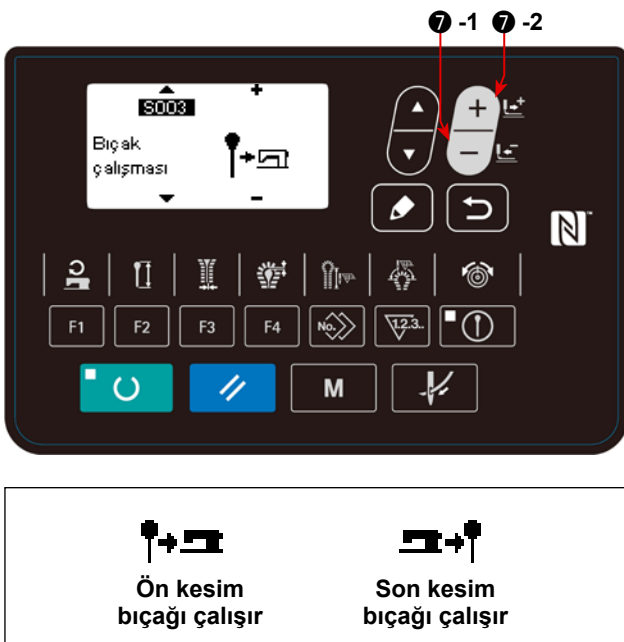 ❼ -1 ❼ -2
S003
Bıçak
çalışması
F1 F2 F3 F4 No. 1.2.3..
M
Ön kesim
bıçağı çalışır
Son kesim
bıçağı çalışır